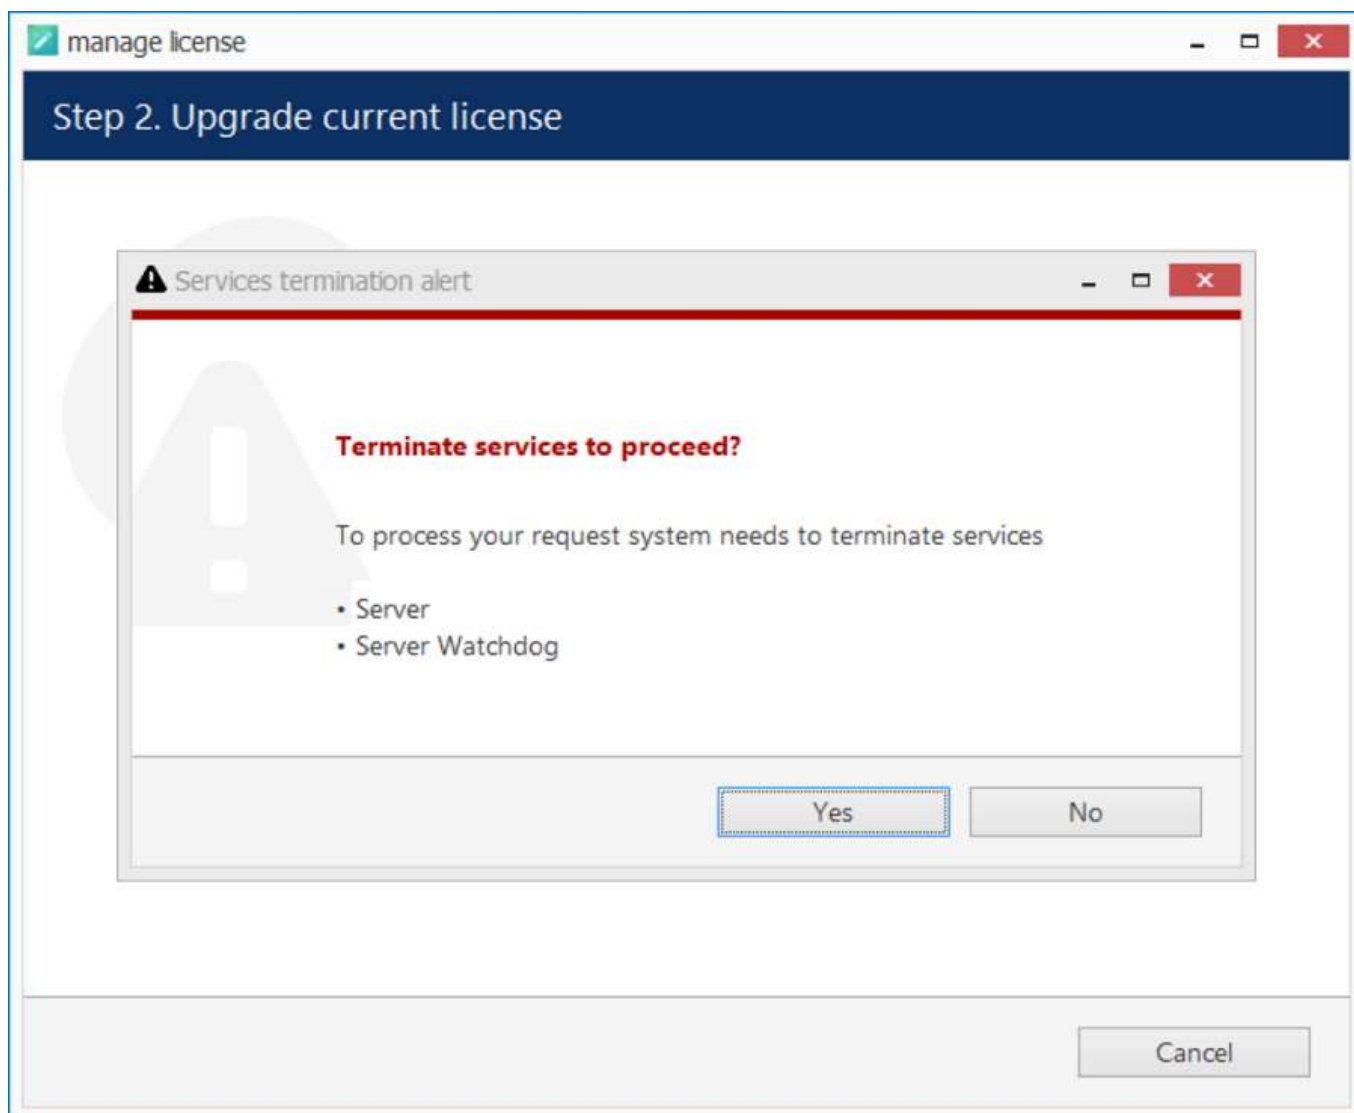 manage license
Step 2. Upgrade current license
Services termination alert
Terminate services to proceed?
To process your request system needs to terminate services
• Server
• Server Watchdog
Yes
No
Cancel